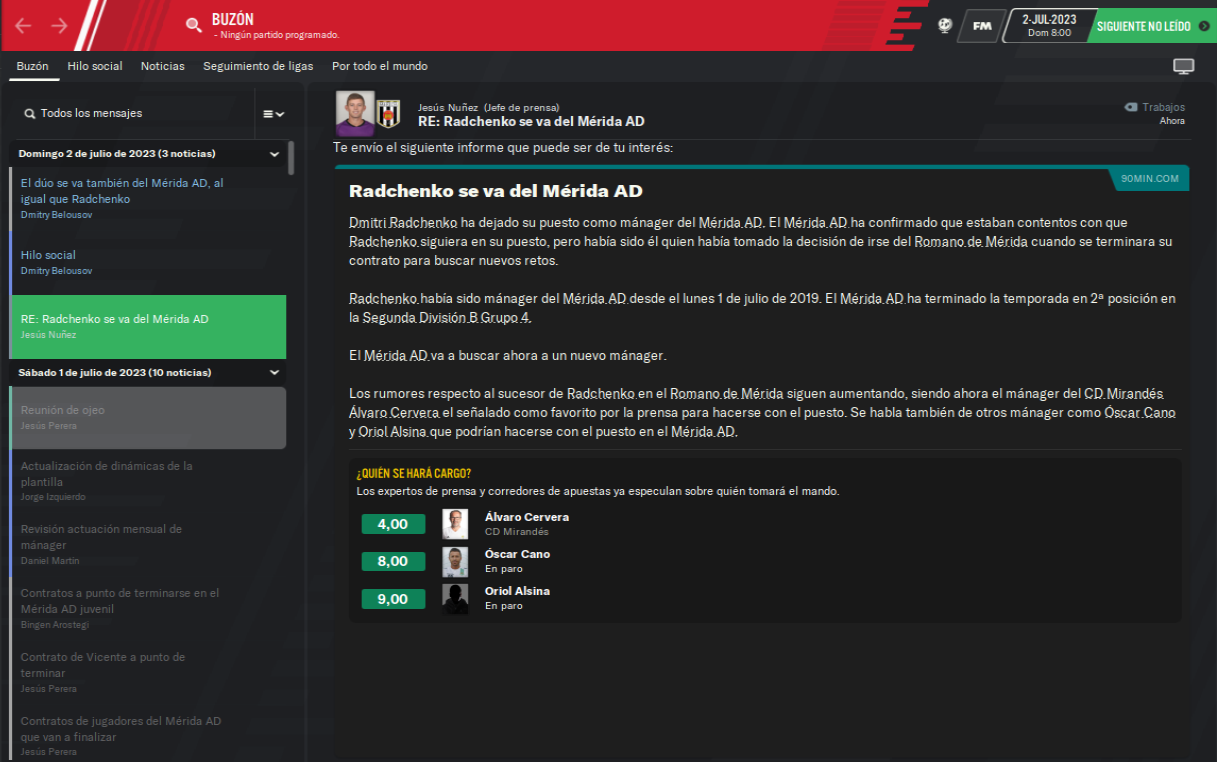 BUZÓN
- Ningún partido programado.
FM
2-JUL-2023
Dom 8:00
SIGUIENTE NO LEÍDO
Buzón
Hilo social
Noticias
Seguimiento de ligas
Por todo el mundo
Todos los mensajes
Domingo 2 de julio de 2023 (3 noticias)
El dúo se va también del Mérida AD, al
igual que Radchenko
Dmitry Belousov
Hilo social
Dmitry Belousov
RE: Radchenko se va del Mérida AD
Jesús Nuñez
Sábado 1 de julio de 2023 (10 noticias)
Reunión de ojeo
Jesús Perera
Actualización de dinámicas de la
plantilla
Jorge Izquierdo
Revisión actuación mensual de
mánager
Daniel Martín
Contratos a punto de terminarse en el
Mérida AD juvenil
Bingen Arostegi
Contrato de Vicente a punto de
terminar
Jesús Perera
Contratos de jugadores del Mérida AD
que van a finalizar
Jesús Perera
Jesús Nuñez (Jefe de prensa)
RE: Radchenko se va del Mérida AD
Trabajos
Ahora
Te envío el siguiente informe que puede ser de tu interés:
90MIN.COM
Radchenko se va del Mérida AD
Dmitri Radchenko ha dejado su puesto como mánager del Mérida AD. El Mérida AD ha confirmado que estaban contentos con que
Radchenko siguiera en su puesto, pero había sido él quien había tomado la decisión de irse del Romano de Mérida cuando se terminara su
contrato para buscar nuevos retos.
Radchenko había sido mánager del Mérida AD desde el lunes 1 de julio de 2019. El Mérida AD ha terminado la temporada en 2ª posición en
la Segunda División B Grupo 4.
El Mérida AD va a buscar ahora a un nuevo mánager.
Los rumores respecto al sucesor de Radchenko en el Romano de Mérida siguen aumentando, siendo ahora el mánager del CD Mirandés
Álvaro Cervera el señalado como favorito por la prensa para hacerse con el puesto. Se habla también de otros mánager como Óscar Cano
y Oriol Alsina que podrían hacerse con el puesto en el Mérida AD.
¿QUIÉN SE HARÁ CARGO?
Los expertos de prensa y corredores de apuestas ya especulan sobre quién tomará el mando.
4,00
Álvaro Cervera
CD Mirandés
8,00
Óscar Cano
En paro
9,00
Oriol Alsina
En paro